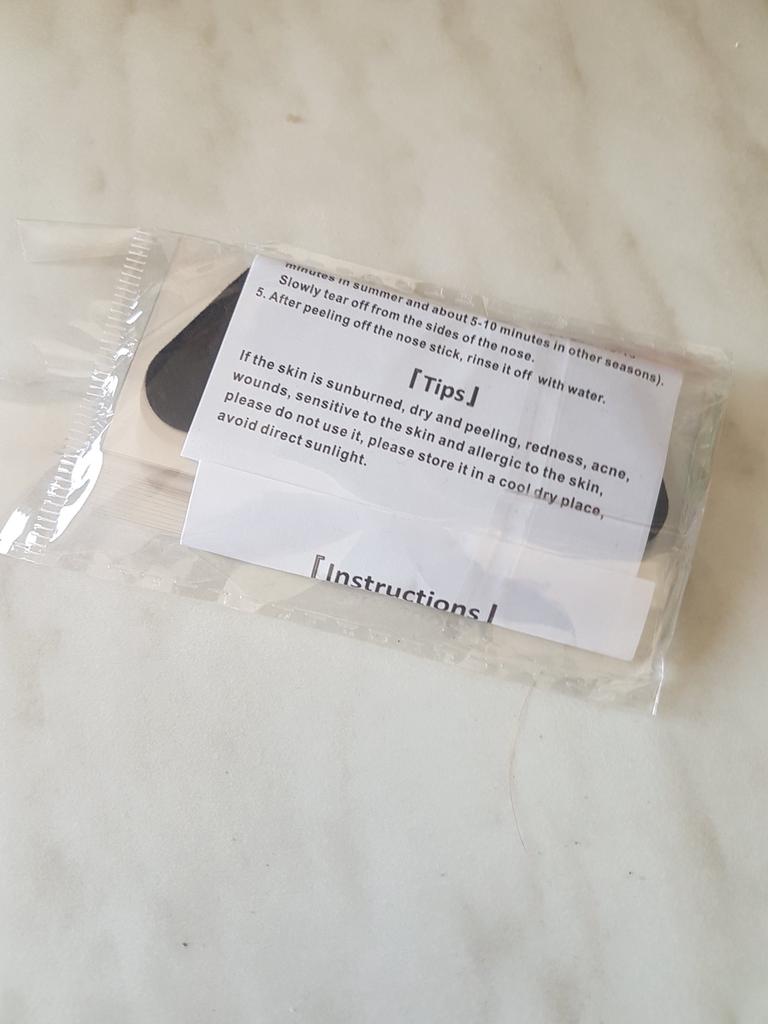 minutes in summer and about 5-10 minutes in other seasons).
Slowly tear off from the sides of the nose.
5. After peeling off the nose stick, rinse it off with water.
「Tips」
If the skin is sunburned, dry and peeling, redness, acne,
wounds, sensitive to the skin and allergic to the skin,
please do not use it, please store it in a cool dry place,
avoid direct sunlight.
「Instructions」